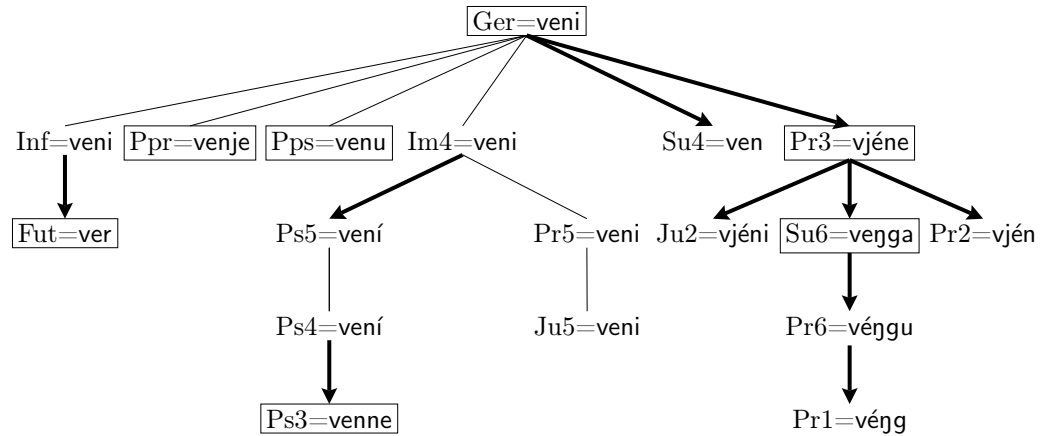 Ger=veni
Inf=veni Ppr=venje Pps=venu Im4=veni Su4=ven Pr3=vjéne
Fut=ver Ps5=vení Pr5=veni Ju2=vjéni Su6=veŋga Pr2=vjén
Ps4=vení Ju5=veni Pr6=véŋgu
Ps3=venne Pr1=véŋg